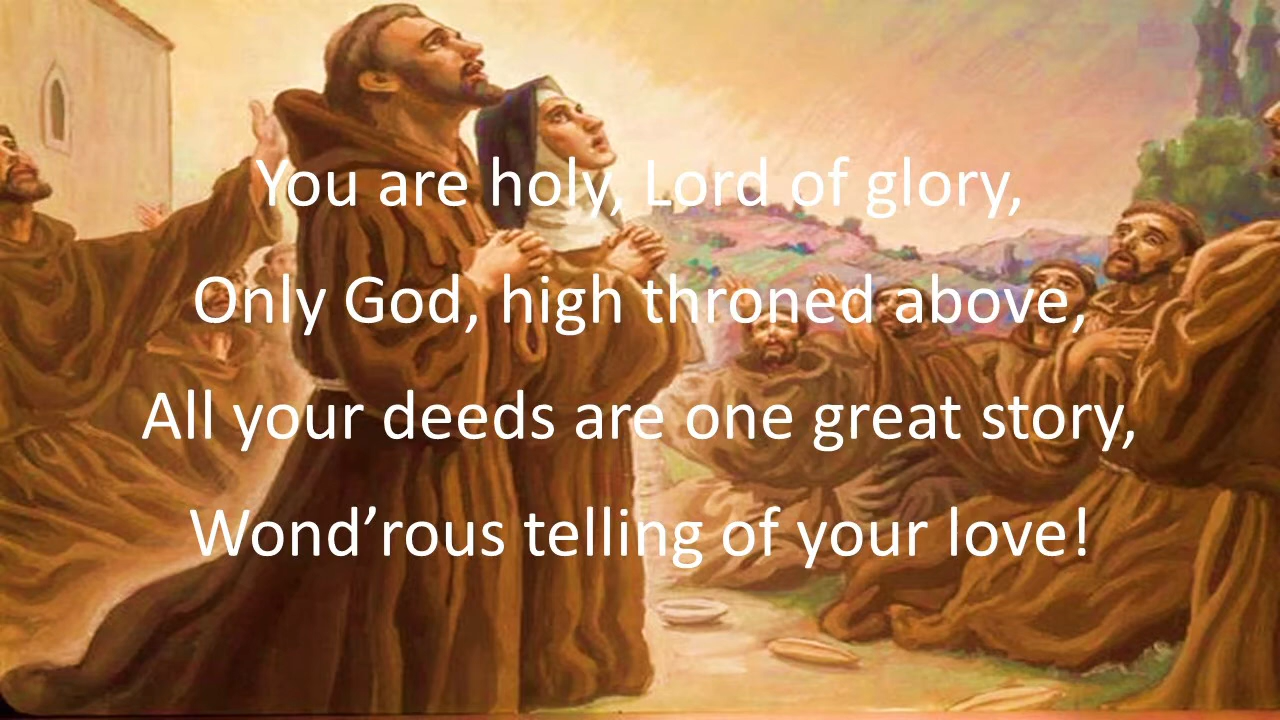 You are holy, Lord of glory,
Only God, high throned above,
All your deeds are one great story,
Wond’rous telling of your love!